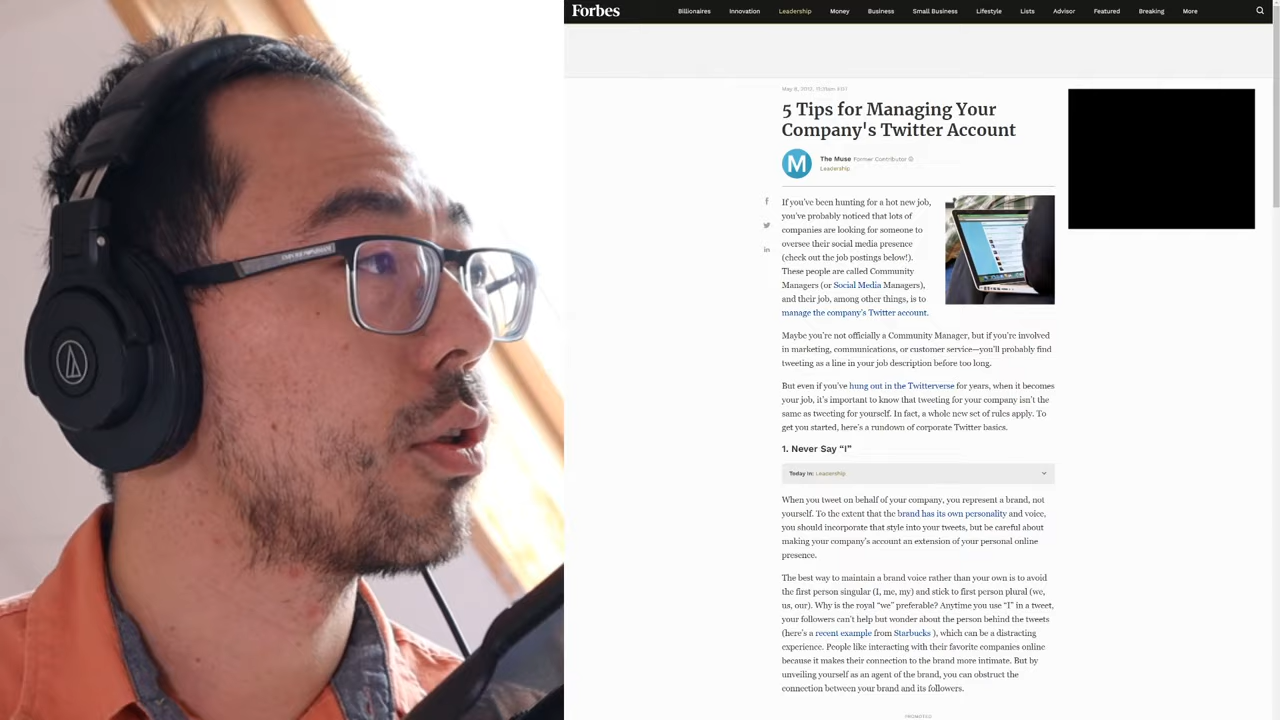 Forbes
Billionaires Innovation Leadership Money Business Small Business Lifestyle Lists Advisor Featured Breaking More
5 Tips for Managing Your
Company's Twitter Account
M
The Muse Former Contributor
Leadership
If you've been hunting for a hot new job,
you've probably noticed that lots of
companies are looking for someone to
oversee their social media presence
(check out the job postings below!).
These people are called Community
Managers (or Social Media Managers),
and their job, among other things, is to
manage the company's Twitter account.
Maybe you're not officially a Community Manager, but if you're involved
in marketing, communications, or customer service—you'll probably find
tweeting as a line in your job description before too long.
But even if you've hung out in the Twitterverse for years, when it becomes
your job, it's important to know that tweeting for your company isn't the
same as tweeting for yourself. In fact, a whole new set of rules apply. To
get you started, here's a rundown of corporate Twitter basics.
1. Never Say “I”
Today In: Leadership
When you tweet on behalf of your company, you represent a brand, not
yourself. To the extent that the brand has its own personality and voice,
you should incorporate that style into your tweets, but be careful about
making your company's account an extension of your personal online
presence.
The best way to maintain a brand voice rather than your own is to avoid
the first person singular (I, me, my) and stick to first person plural (we,
us, our). Why is the royal “we” preferable? Anytime you use “I” in a tweet,
your followers can't help but wonder about the person behind the tweets
(here's a recent example from Starbucks ), which can be a distracting
experience. People like interacting with their favorite companies online
because it makes their connection to the brand more intimate. But by
unveiling yourself as an agent of the brand, you can obstruct the
connection between your brand and its followers.
PROMOTED